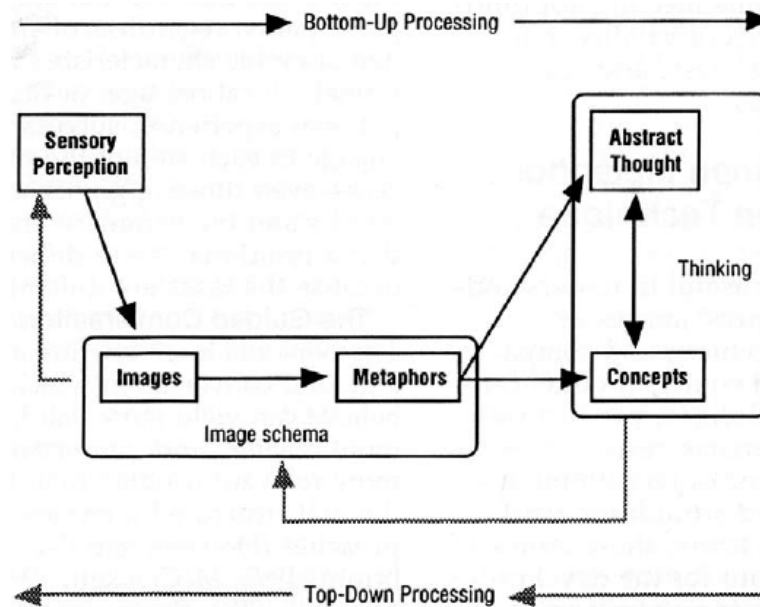 Bottom-Up Processing
Sensory
Perception
Abstract
Thought
Thinking
Images
Metaphors
Concepts
Image schema
Top-Down Processing